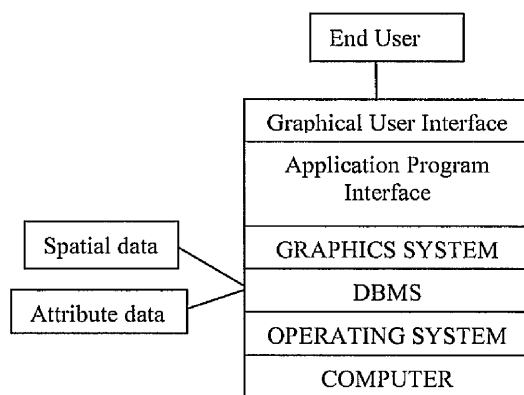 End User
Graphical User Interface
Application Program
Interface
Spatial data
GRAPHICS SYSTEM
DBMS
Attribute data
OPERATING SYSTEM
COMPUTER